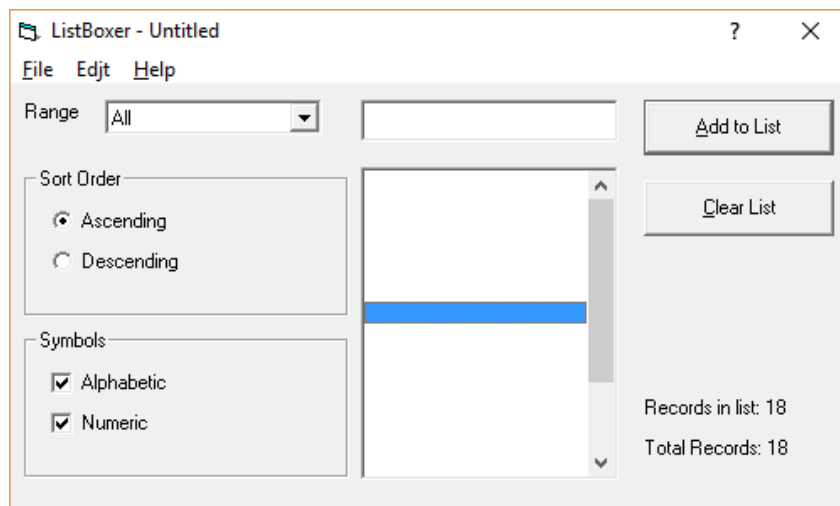 ListBoxer - Untitled
?
File Edjt Help
Range
All
Add to List
Sort Order
Ascending
Descending
Clear List
Symbols
Alphabetic
Numeric
Records in list: 18
Total Records: 18